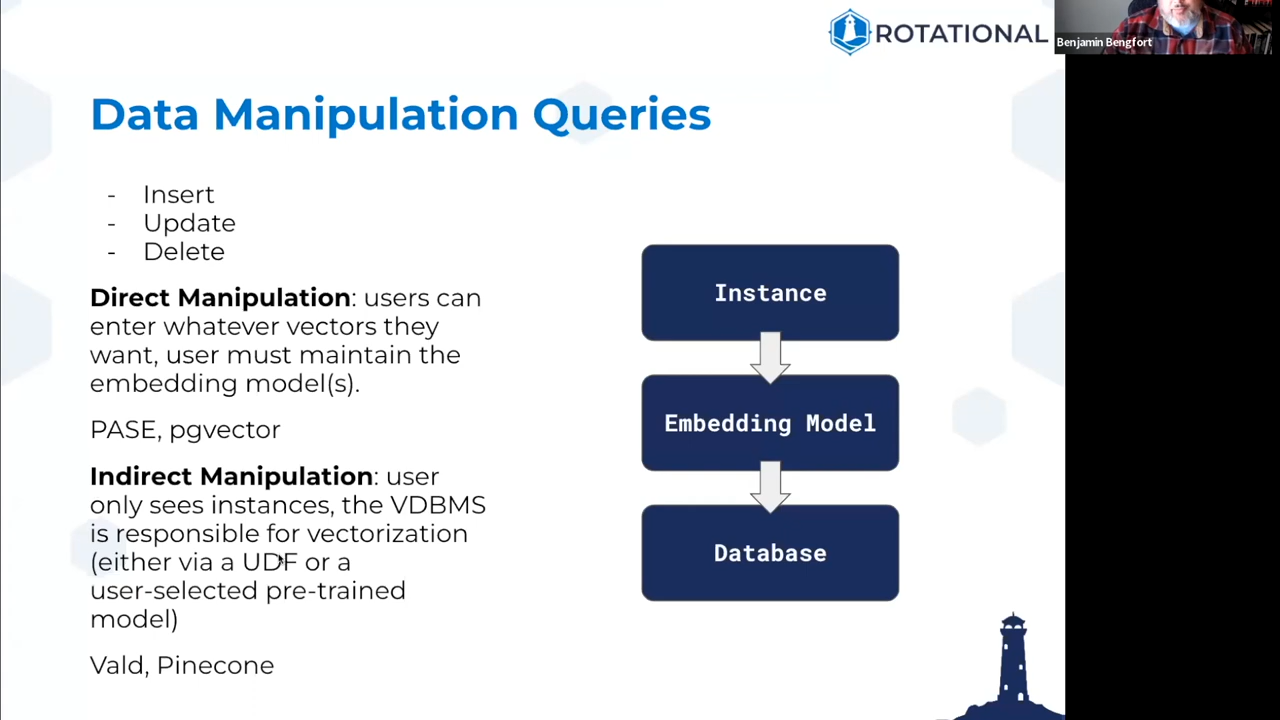 ROTATIONAL
Benjamin Bengfort
Data Manipulation Queries
- Insert
- Update
- Delete
Direct Manipulation: users can
enter whatever vectors they
want, user must maintain the
embedding model(s).
PASE, pgvector
Indirect Manipulation: user
only sees instances, the VDBMS
is responsible for vectorization
(either via a UDF or a
user-selected pre-trained
model)
Vald, Pinecone
Instance
Embedding Model
Database